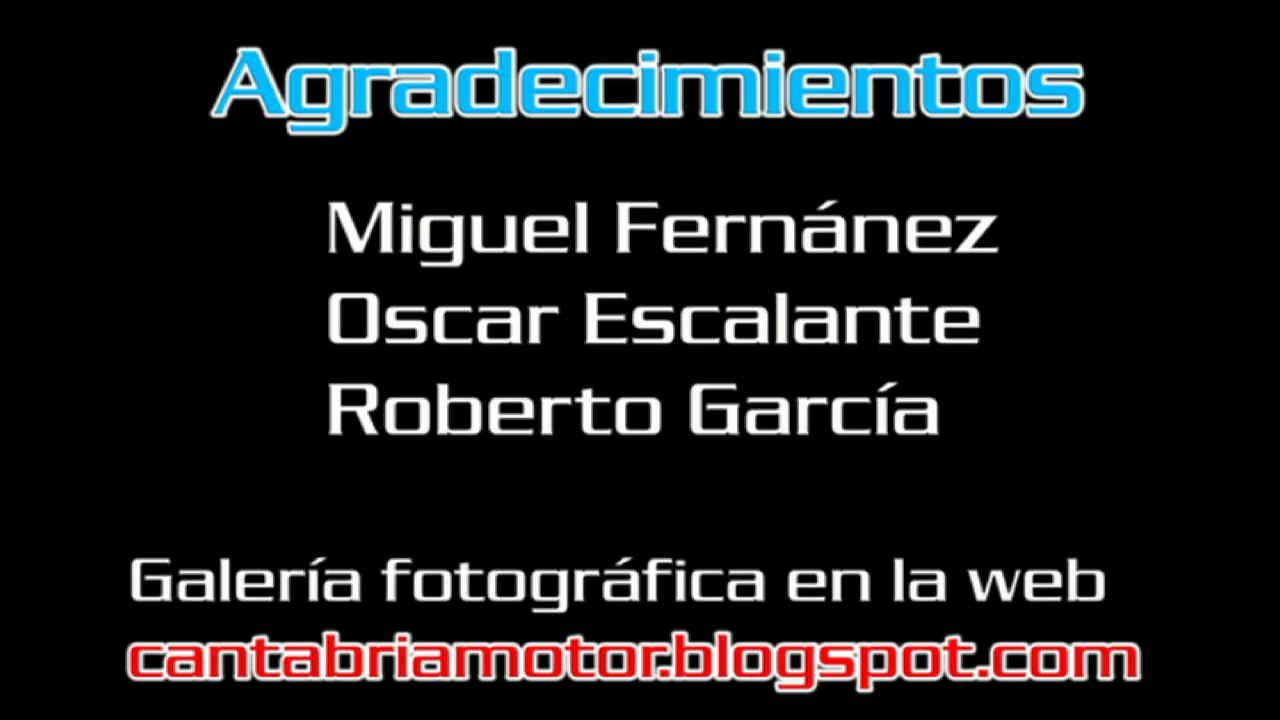 Agradecimientos
Miguel Fernánez
Oscar Escalante
Roberto García
Galería fotográfica en la web
cantabriamotor.blogspot.com